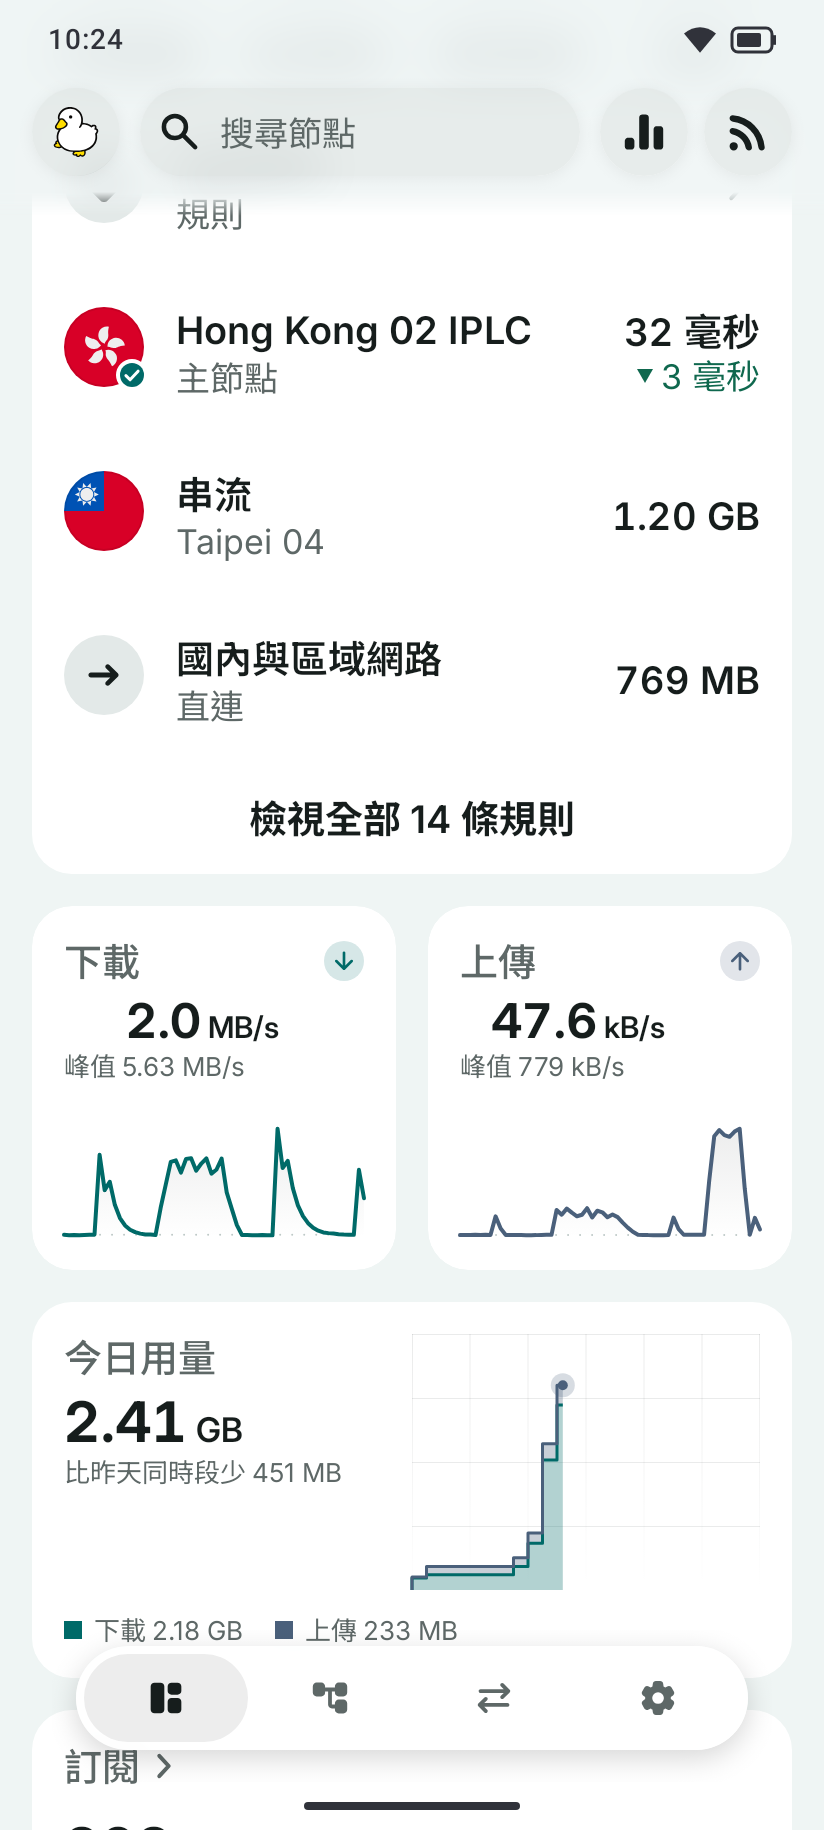 10:24
搜尋節點
規則
Hong Kong 02 IPLC
32 毫秒
主節點
▼3 毫秒
串流
1.20 GB
Taipei 04
國內與區域網路
769 MB
直連
檢視全部 14 條規則
下載
2.0 MB/s
峰值 5.63 MB/s
上傳
47.6 kB/s
峰值 779 kB/s
今日用量
2.41 GB
比昨天同時段少 451 MB
下載 2.18 GB
上傳 233 MB
訂閱